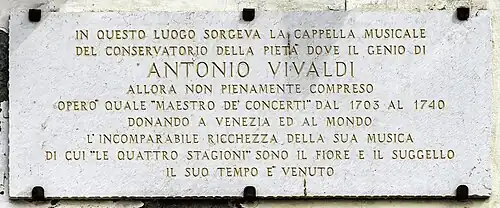 IN QUESTO LUOGO SORGEVA LA CAPPELLA MUSICALE
DEL CONSERVATORIO DELLA PIETA' DOVE IL GENIO DI
ANTONIO VIVALDI
ALLORA NON PIENAMENTE COMPRESO
OPERO' QUALE "MAESTRO DE' CONCERTI" DAL 1703 AL 1740
DONANDO A VENEZIA ED AL MONDO
L'INCOMPARABILE RICCHEZZA DELLA SUA MUSICA
DI CUI "LE QUATTRO STAGIONI" SONO IL FIORE E IL SUGGELLO
IL SUO TEMPO E' VENUTO